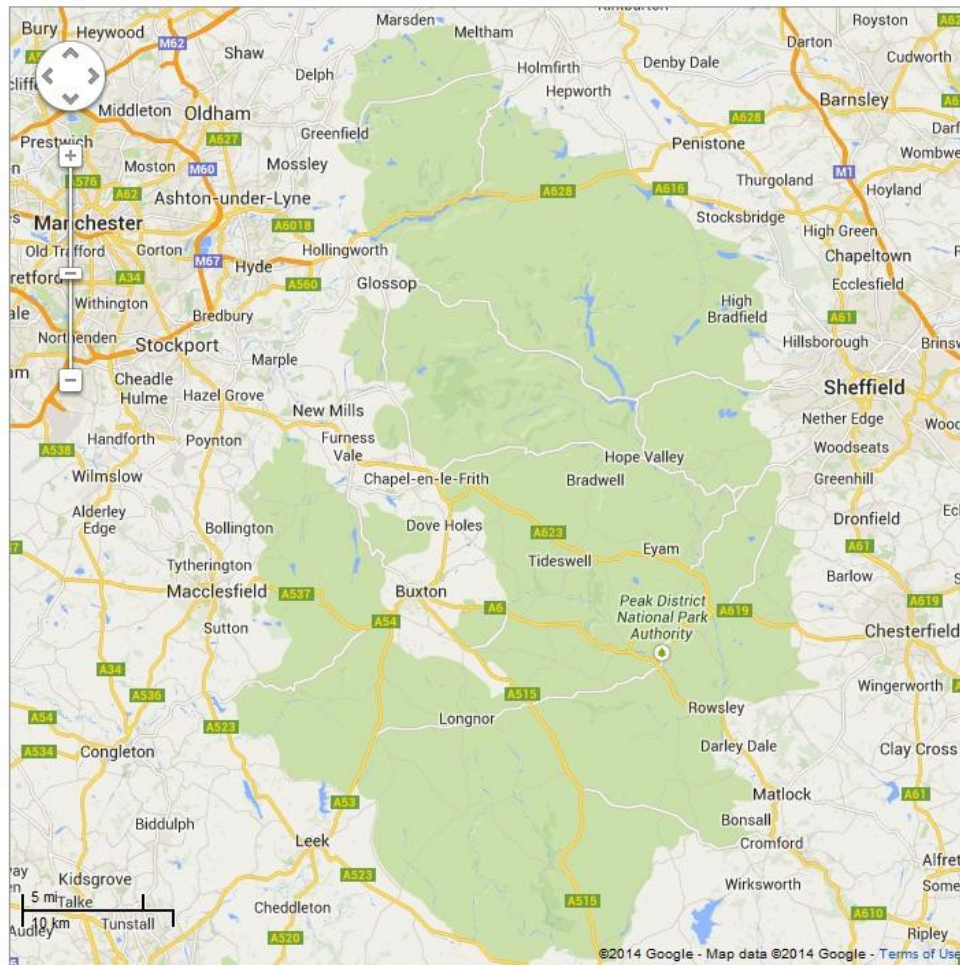 Marsden
Kirkburton
Royston
A62
Bury
Heywood
M62
Meltham
Darton
Shaw
Holmfirth
Denby Dale
Cudworth
Delph
Hepworth
Middleton
Oldham
Barnsley
Greenfield
A628
Prestwich
A627
Penistone
Moston
M60
Mossley
A576
A62
A628
A616
Thurgoland
M1
Wombwe
Ashton-under-Lyne
Hoyland
Manchester
A6018
Stocksbridge
High Green
Old Trafford
Gorton
Hollingworth
M67
Chapeltown
retford
A34
Hyde
A560
Glossop
Ecclesfield
Withington
Bredbury
High
Bradfield
A61
Northenden
Stockport
Hillsborough
Brinsw
Marple
Cheadle
Hulme
Hazel Grove
Sheffield
New Mills
Nether Edge
Handforth
Poynton
Furness
Vale
A538
Hope Valley
Woodseats
Wilmslow
Chapel-en-le-Frith
Bradwell
Greenhill
Alderley
Edge
Bollington
Dove Holes
A623
Dronfield
Tytherington
Tideswell
Eyam
A61
Macclesfield
A537
Buxton
A6
Barlow
Peak District
National Park
Authority
A619
A619
Sutton
A54
Chesterfield
A34
A536
A515
Wingerworth
A54
A523
Longnor
Rowsley
A534
Congleton
Darley Dale
Clay Cross
A53
Matlock
A61
Biddulph
Bonsall
Leek
Cromford
Kidsgrove
A523
Wirksworth
Alfret
5 mi
Talke
Cheddleton
A515
Some
10 km
Tunstall
A610
Audley
A520
Ripley
©2014 Google - Map data ©2014 Google - Terms of Use